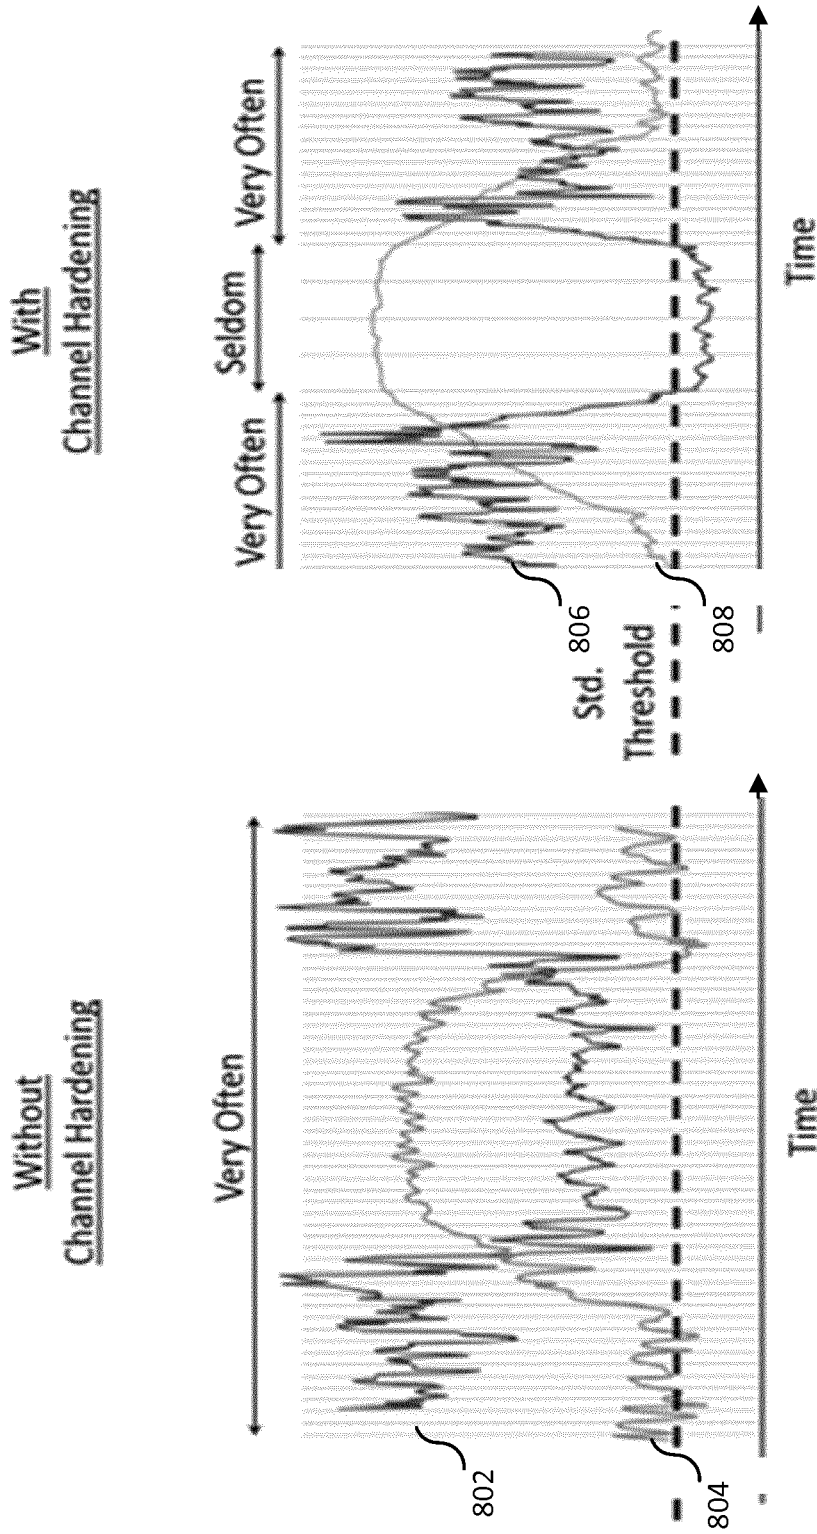 Without
Channel Hardening
Very Often
802
804
Time
Std.
Threshold
With
Channel Hardening
Very Often
Seldom
Very Often
806
808
Time